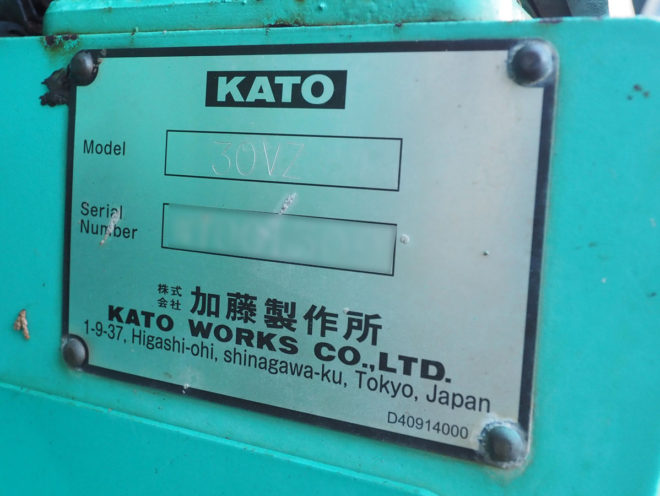 KATO
Model 30VZ
Serial
Number
株式
会社 加藤製作所
KATO WORKS CO.,LTD.
1-9-37, Higashi-ohi, shinagawa-ku, Tokyo, Japan
D40914000